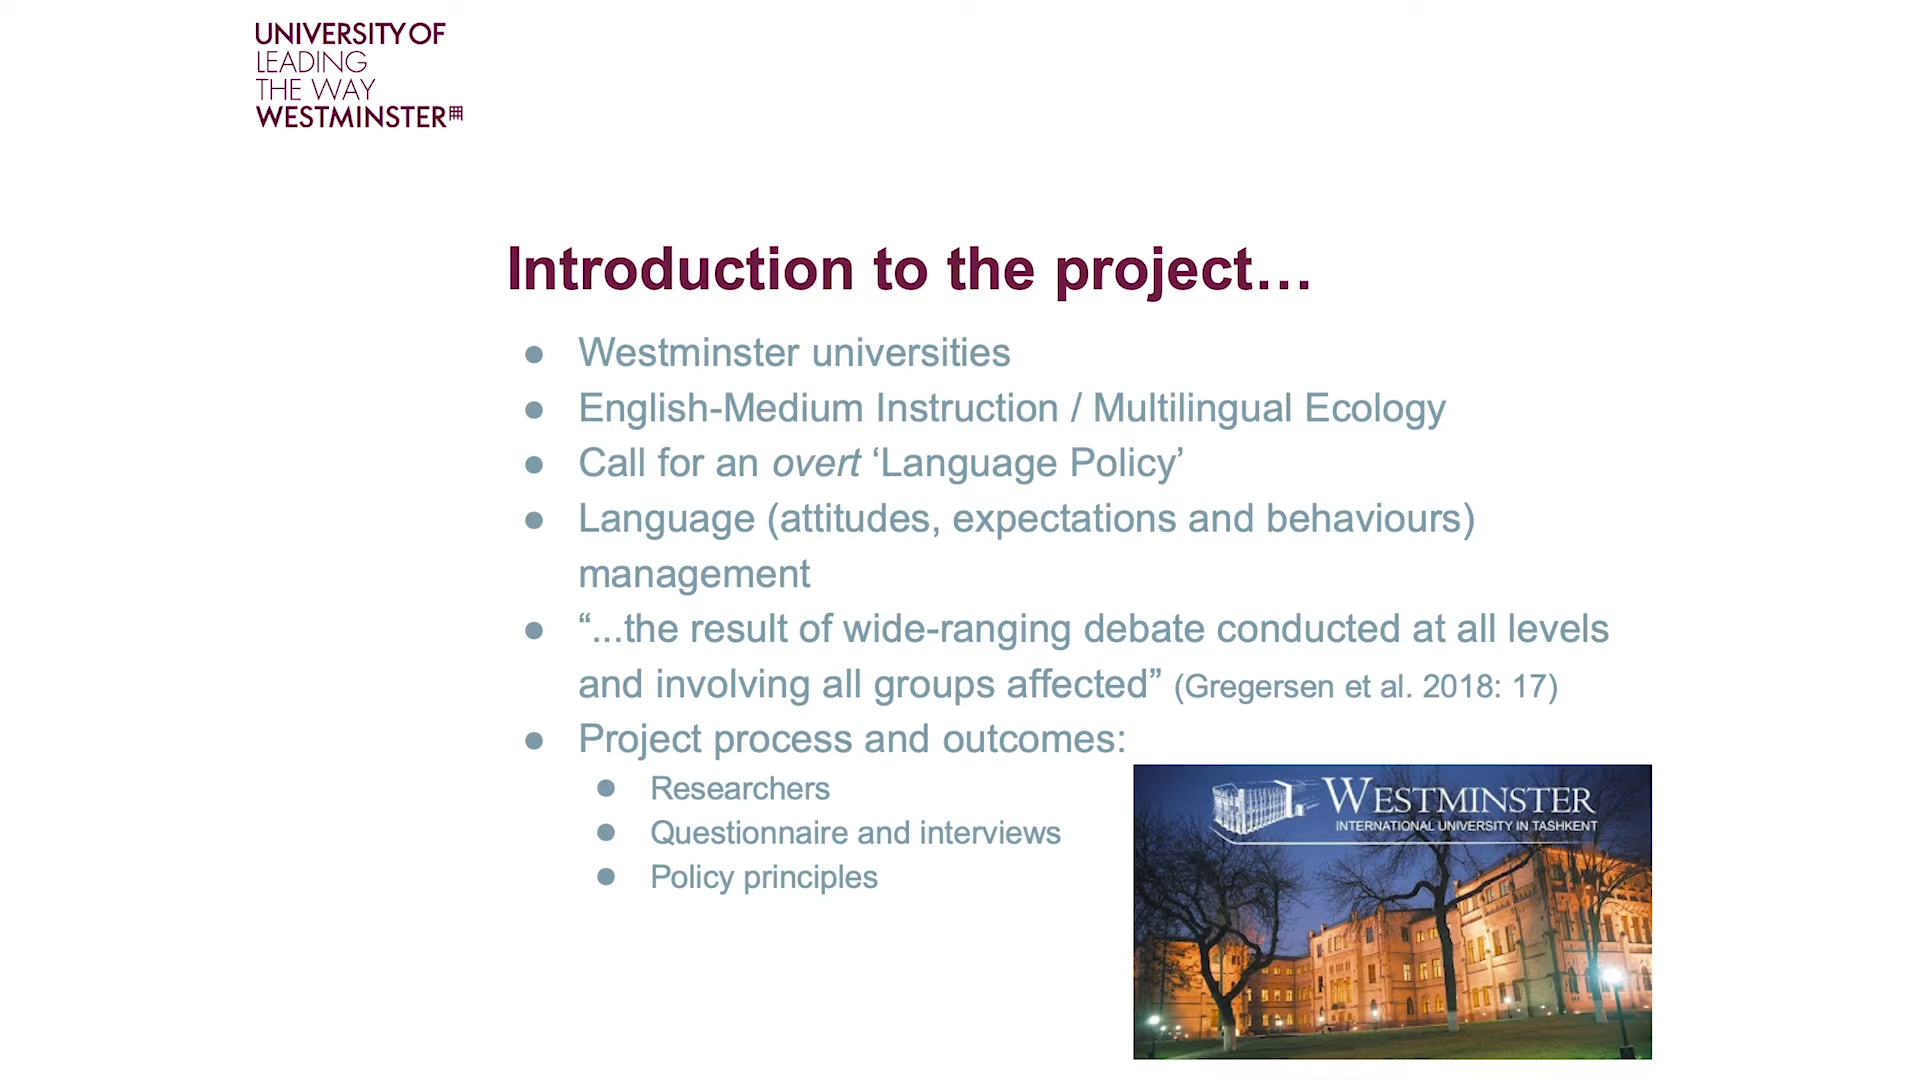 UNIVERSITY OF
LEADING
THE WAY
WESTMINSTER
Introduction to the project…
● Westminster universities
● English-Medium Instruction / Multilingual Ecology
● Call for an overt ‘Language Policy’
● Language (attitudes, expectations and behaviours)
management
● “...the result of wide-ranging debate conducted at all levels
and involving all groups affected” (Gregersen et al. 2018: 17)
● Project process and outcomes:
● Researchers
● Questionnaire and interviews
● Policy principles
WESTMINSTER
INTERNATIONAL UNIVERSITY IN TASHKENT